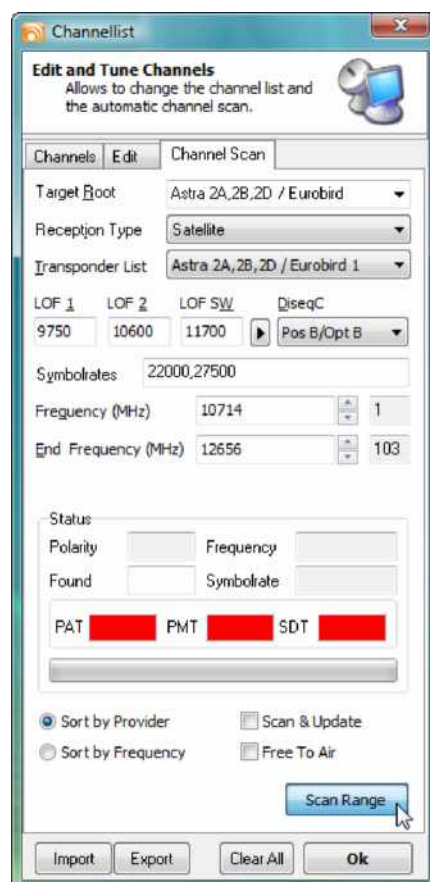 Channellist
Edit and Tune Channels
Allows to change the channel list and
the automatic channel scan.
Channels Edit Channel Scan
Target Root Astra 2A,2B,2D / Eurobird
Reception Type Satellite
Transponder List Astra 2A,2B,2D / Eurobird 1
LOF 1 LOF 2 LOF SW DiseqC
9750 10600 11700 Pos B/Opt B
Symbolrates 22000,27500
Frequency (MHz) 10714 1
End Frequency (MHz) 12656 103
Status
Polarity Frequency
Found Symbolrate
PAT PMT SDT
Sort by Provider Scan & Update
Sort by Frequency Free To Air
Scan Range
Import Export Clear All Ok